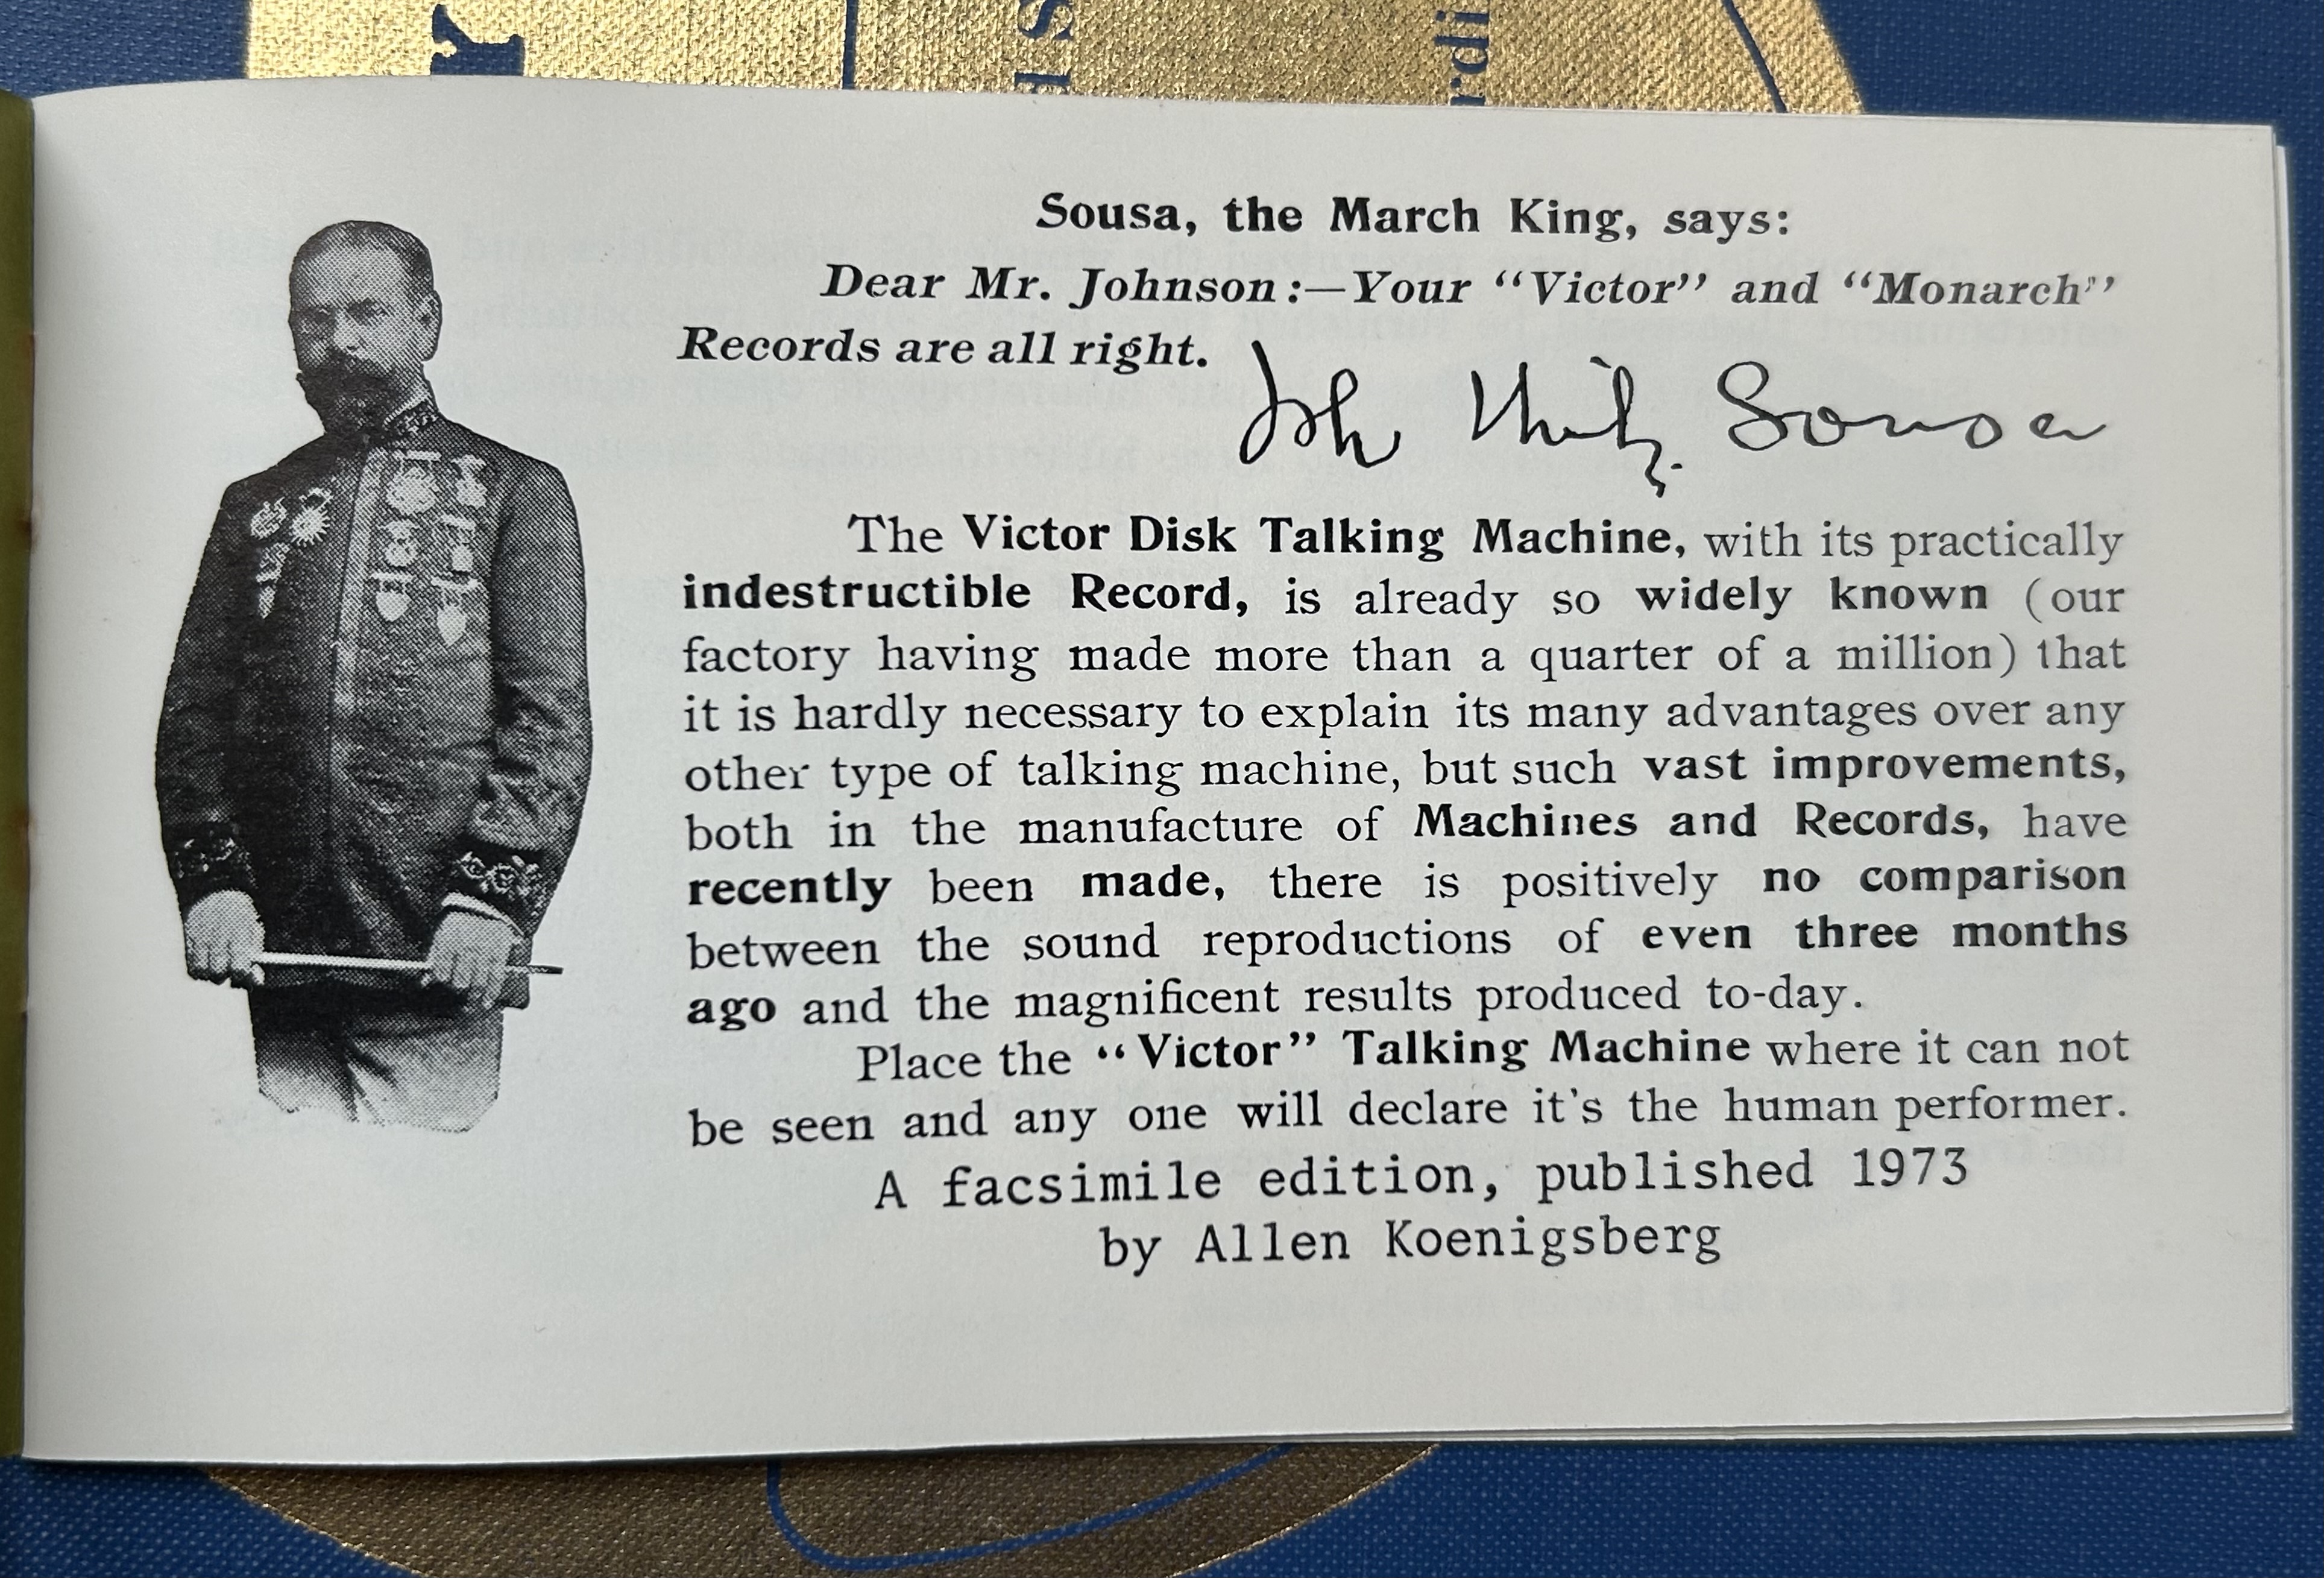 Sousa, the March King, says:
Dear Mr. Johnson:—Your “Victor” and “Monarch”
Records are all right.
John Philip Sousa
The Victor Disk Talking Machine, with its practically
indestructible Record, is already so widely known (our
factory having made more than a quarter of a million) that
it is hardly necessary to explain its many advantages over any
other type of talking machine, but such vast improvements,
both in the manufacture of Machines and Records, have
recently been made, there is positively no comparison
between the sound reproductions of even three months
ago and the magnificent results produced to-day.
Place the “Victor” Talking Machine where it can not
be seen and any one will declare it's the human performer.
A facsimile edition, published 1973
by Allen Koenigsberg